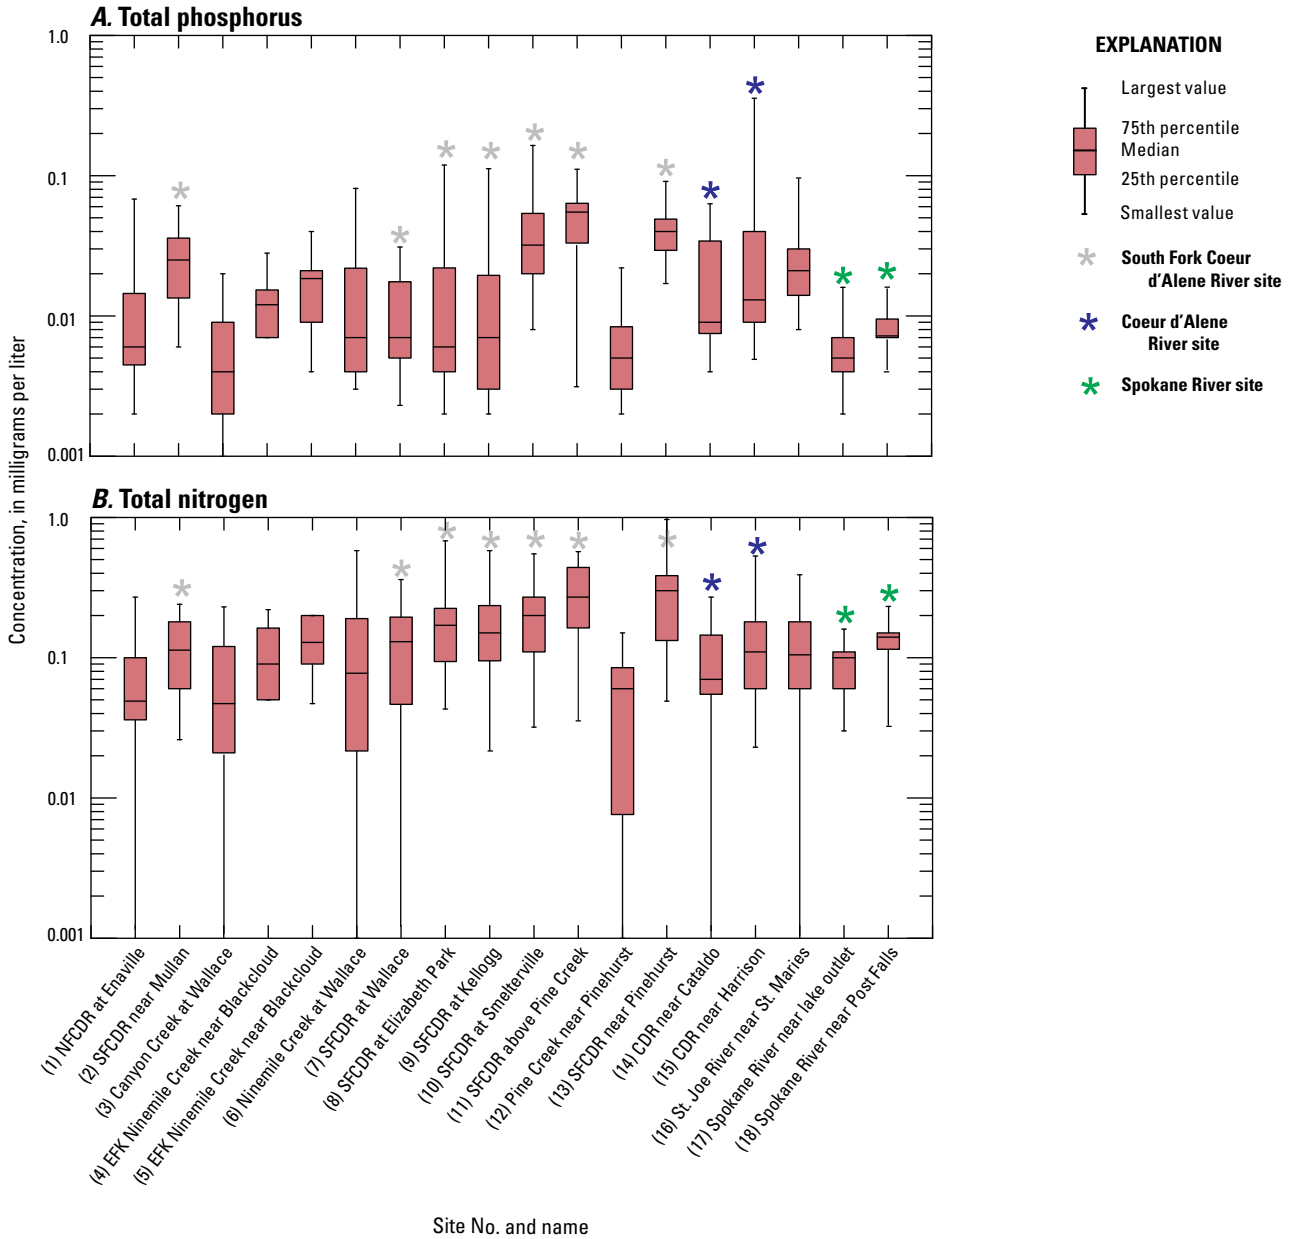 A. Total phosphorus
1.0
0.1
0.01
0.001
B. Total nitrogen
1.0
0.1
0.01
0.001
Concentration, in milligrams per liter
(1) NFCDR at Enaville
(2) SFCDR near Mullan
(3) Canyon Creek at Wallace
(4) EFK Ninemile Creek near Blackcloud
(5) EFK Ninemile Creek near Blackcloud
(6) Ninemile Creek at Wallace
(7) SFCDR at Wallace
(8) SFCDR at Elizabeth Park
(9) SFCDR at Kellogg
(10) SFCDR at Smelterville
(11) SFCDR above Pine Creek
(12) Pine Creek near Pinehurst
(13) SFCDR near Pinehurst
(14) CDR near Cataldo
(15) CDR near Harrison
(16) St. Joe River near St. Maries
(17) Spokane River near lake outlet
(18) Spokane River near Post Falls
Site No. and name
EXPLANATION
Largest value
75th percentile
Median
25th percentile
Smallest value
South Fork Coeur
d'Alene River site
Coeur d'Alene
River site
Spokane River site